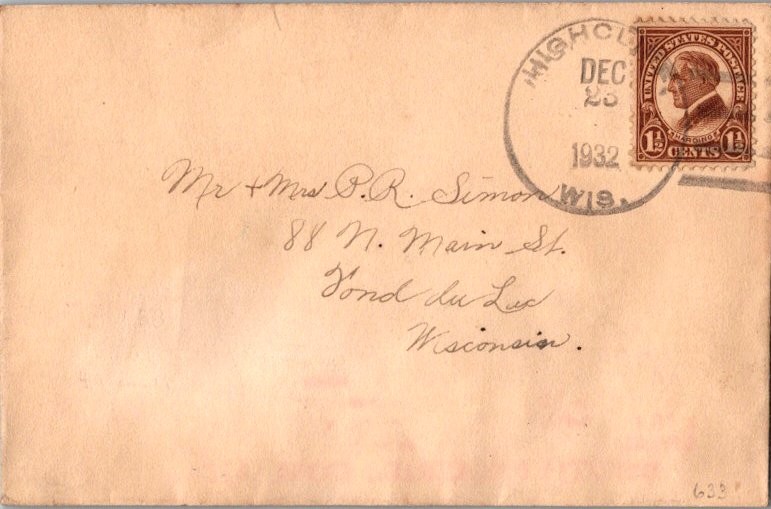 DEC
23
1932
WIS.
UNITED STATES POSTAGE
HARDING
1½ CENTS 1½
Mr + Mrs P.R. Simon
88 N. Main St.
Fond du Lac
Wisconsin.
633